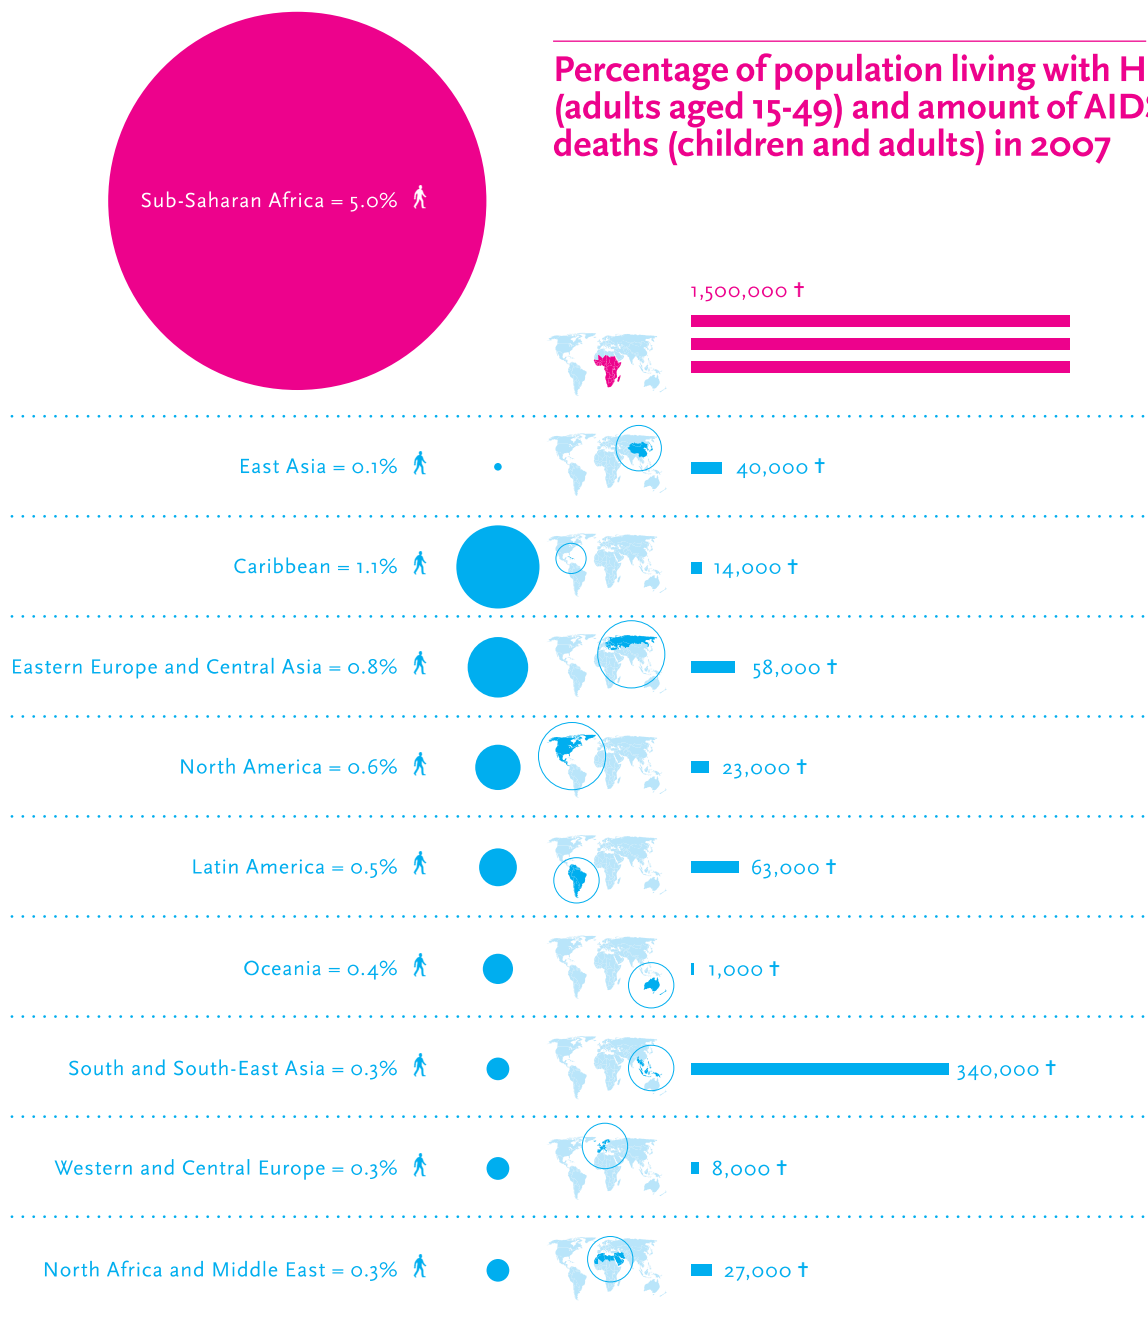 Percentage of population living with H
(adults aged 15-49) and amount of AIDS
deaths (children and adults) in 2007
Sub-Saharan Africa = 5.0%
1,500,000 †
East Asia = 0.1%
40,000 †
Caribbean = 1.1%
14,000 †
Eastern Europe and Central Asia = 0.8%
58,000 †
North America = 0.6%
23,000 †
Latin America = 0.5%
63,000 †
Oceania = 0.4%
1,000 †
South and South-East Asia = 0.3%
340,000 †
Western and Central Europe = 0.3%
8,000 †
North Africa and Middle East = 0.3%
27,000 †